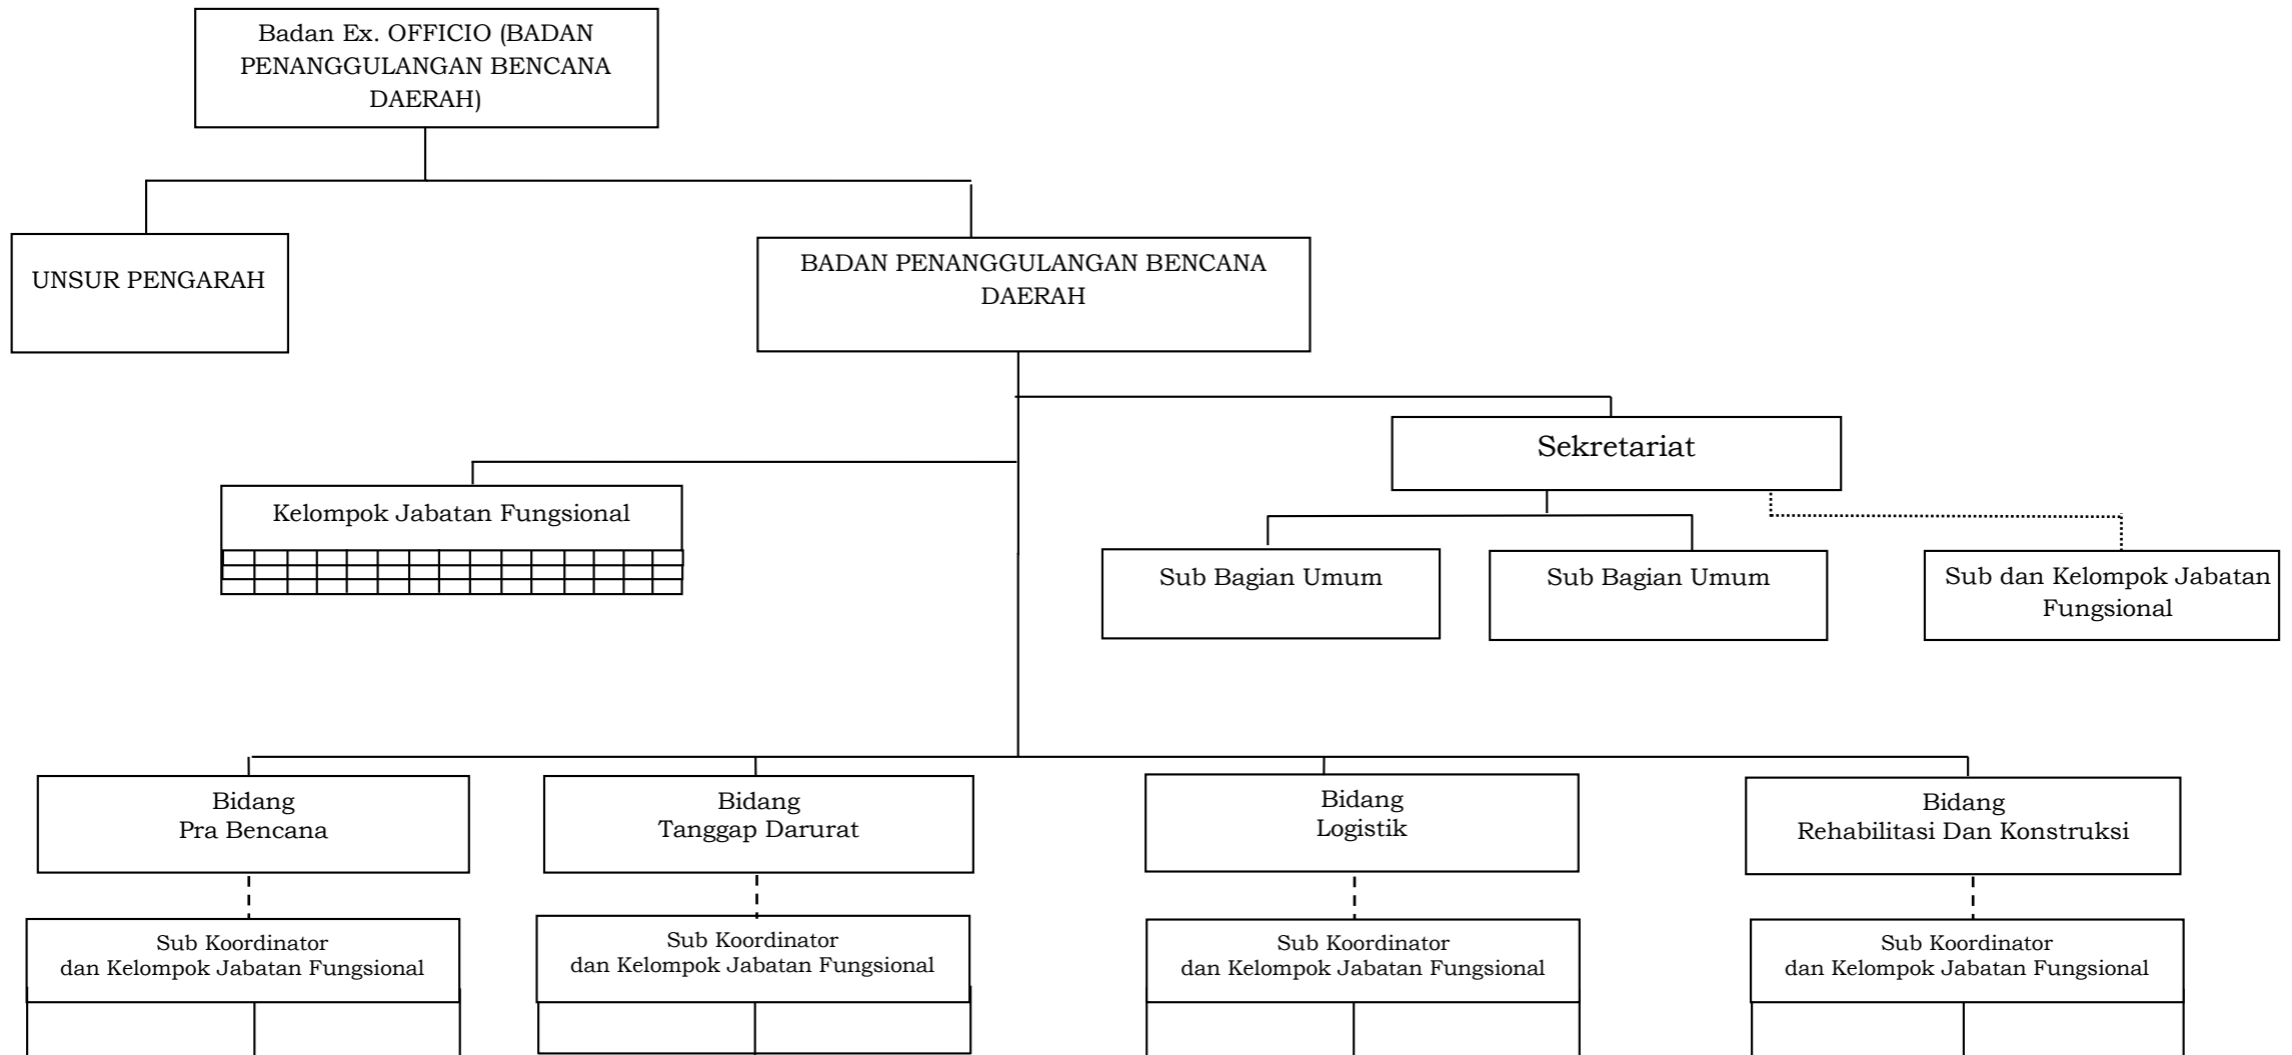 Badan Ex. OFFICIO (BADAN
PENANGGULANGAN BENCANA
DAERAH)
UNSUR PENGARAH
BADAN PENANGGULANGAN BENCANA
DAERAH
Sekretariat
Kelompok Jabatan Fungsional
Sub Bagian Umum
Sub Bagian Umum
Sub dan Kelompok Jabatan
Fungsional
Bidang
Pra Bencana
Bidang
Tanggap Darurat
Bidang
Logistik
Bidang
Rehabilitasi Dan Konstruksi
Sub Koordinator
dan Kelompok Jabatan Fungsional
Sub Koordinator
dan Kelompok Jabatan Fungsional
Sub Koordinator
dan Kelompok Jabatan Fungsional
Sub Koordinator
dan Kelompok Jabatan Fungsional